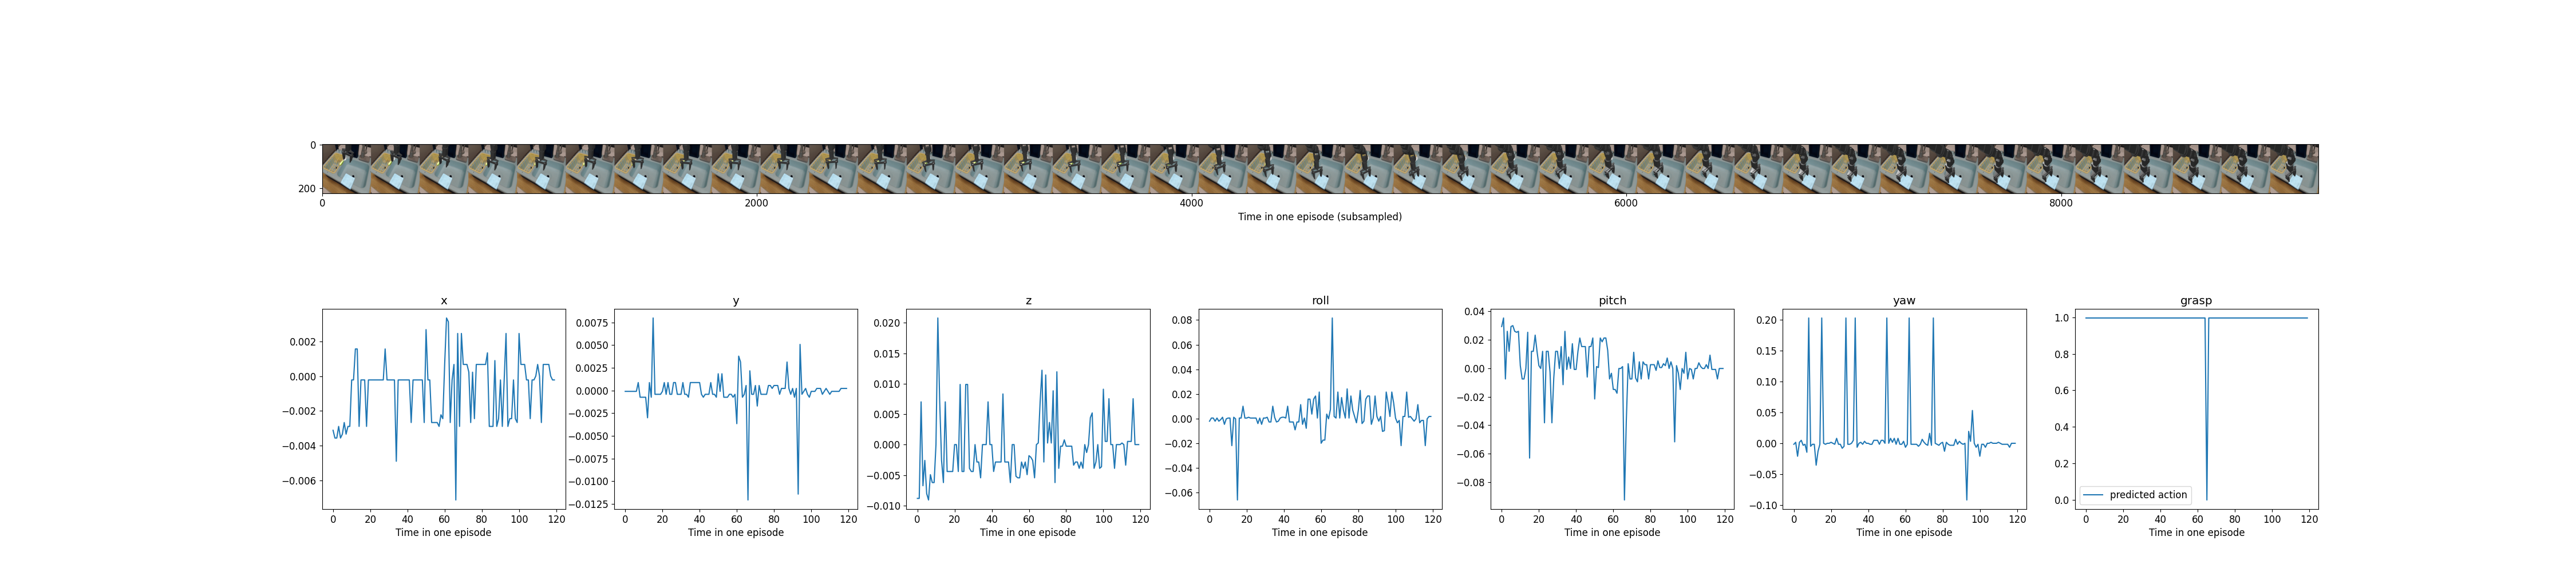 0
200
0 2000 4000 6000 8000
Time in one episode (subsampled)
x
0.002
0.000
−0.002
−0.004
−0.006
0 20 40 60 80 100 120
Time in one episode
y
0.0075
0.0050
0.0025
0.0000
−0.0025
−0.0050
−0.0075
−0.0100
−0.0125
0 20 40 60 80 100 120
Time in one episode
z
0.020
0.015
0.010
0.005
0.000
−0.005
−0.010
0 20 40 60 80 100 120
Time in one episode
roll
0.08
0.06
0.04
0.02
0.00
−0.02
−0.04
−0.06
0 20 40 60 80 100 120
Time in one episode
pitch
0.04
0.02
0.00
−0.02
−0.04
−0.06
−0.08
0 20 40 60 80 100 120
Time in one episode
yaw
0.20
0.15
0.10
0.05
0.00
−0.05
−0.10
0 20 40 60 80 100 120
Time in one episode
grasp
1.0
0.8
0.6
0.4
0.2
0.0
predicted action
0 20 40 60 80 100 120
Time in one episode